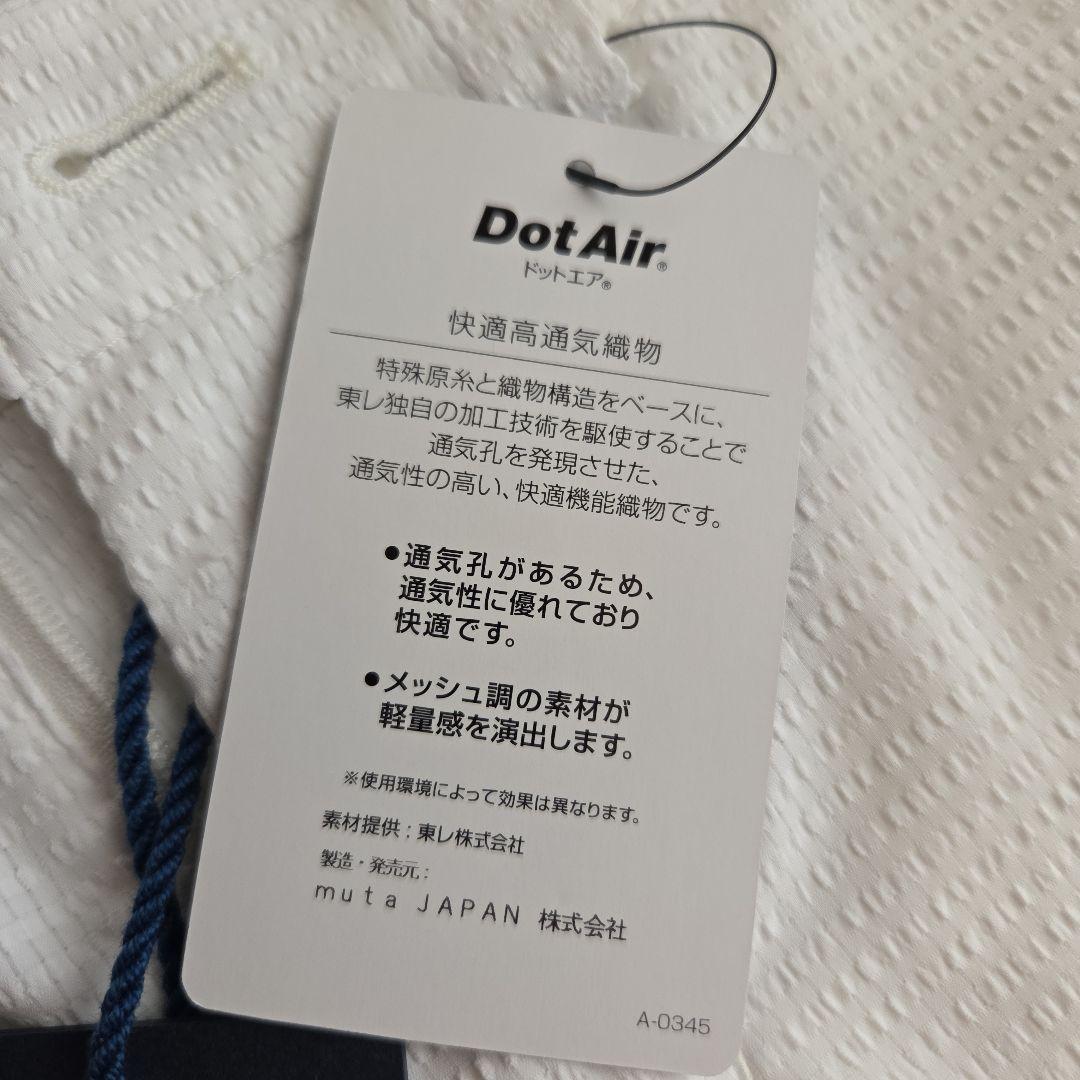 Dot Air®
ドットエア®
快適高通気織物
特殊原糸と織物構造をベースに、
東レ独自の加工技術を駆使することで
通気孔を発現させた、
通気性の高い、快適機能織物です。
●通気孔があるため、
通気性に優れており
快適です。
●メッシュ調の素材が
軽量感を演出します。
※使用環境によって効果は異なります。
素材提供：東レ株式会社
製造・発売元：
muta JAPAN 株式会社
A-0345